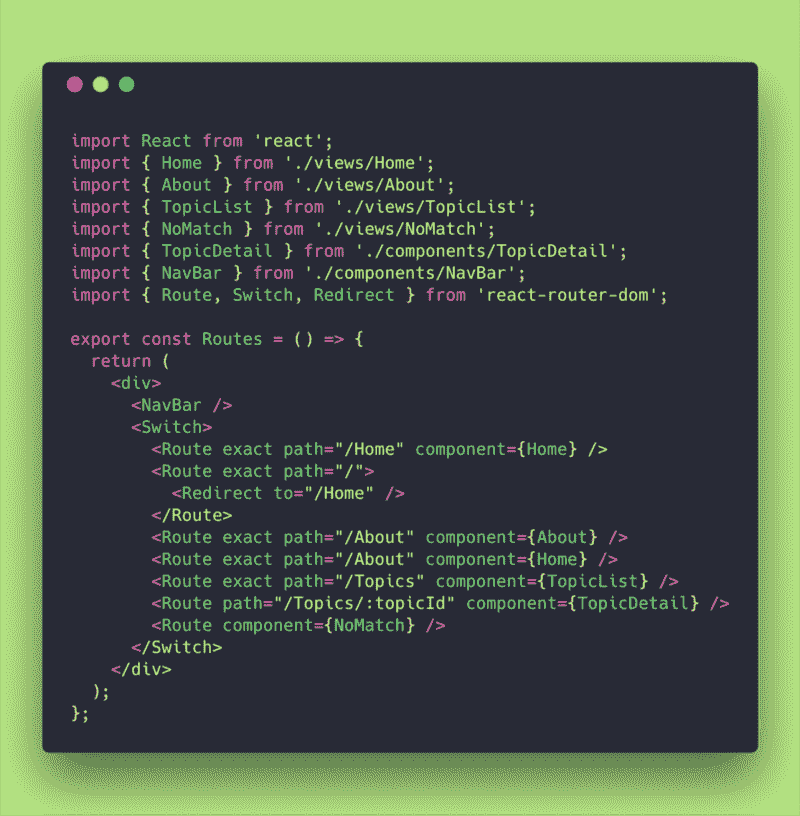 import React from 'react';
import { Home } from './views/Home';
import { About } from './views/About';
import { TopicList } from './views/TopicList';
import { NoMatch } from './views/NoMatch';
import { TopicDetail } from './components/TopicDetail';
import { NavBar } from './components/NavBar';
import { Route, Switch, Redirect } from 'react-router-dom';

export const Routes = () => {
  return (
    <div>
      <NavBar />
      <Switch>
        <Route exact path="/Home" component={Home} />
        <Route exact path="/">
          <Redirect to="/Home" />
        </Route>
        <Route exact path="/About" component={About} />
        <Route exact path="/About" component={Home} />
        <Route exact path="/Topics" component={TopicList} />
        <Route path="/Topics/:topicId" component={TopicDetail} />
        <Route component={NoMatch} />
      </Switch>
    </div>
  );
};